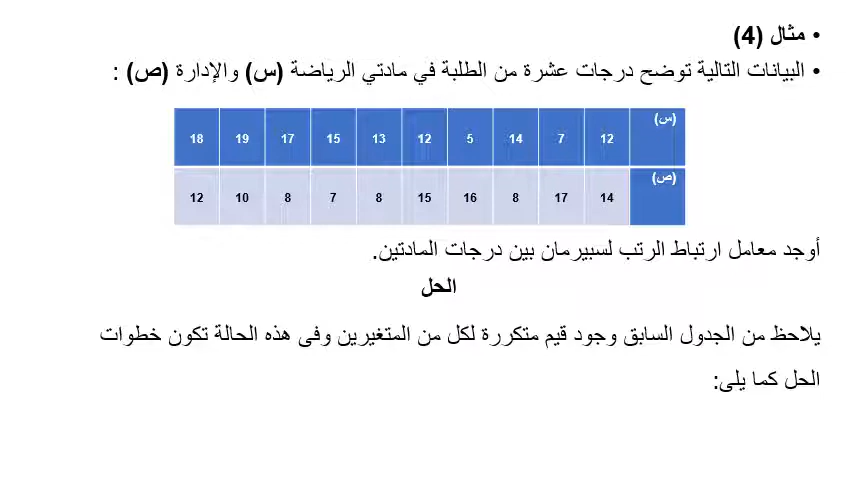 • مثال (4)
• البيانات التالية توضح درجات عشرة من الطلبة في مادتي الرياضة (س) والإدارة (ص) :
(س) 12 7 14 5 12 13 15 17 19 18
(ص) 14 17 8 16 15 8 7 8 10 12
أوجد معامل ارتباط الرتب لسبيرمان بين درجات المادتين.
الحل
يلاحظ من الجدول السابق وجود قيم متكررة لكل من المتغيرين وفى هذه الحالة تكون خطوات
الحل كما يلى: